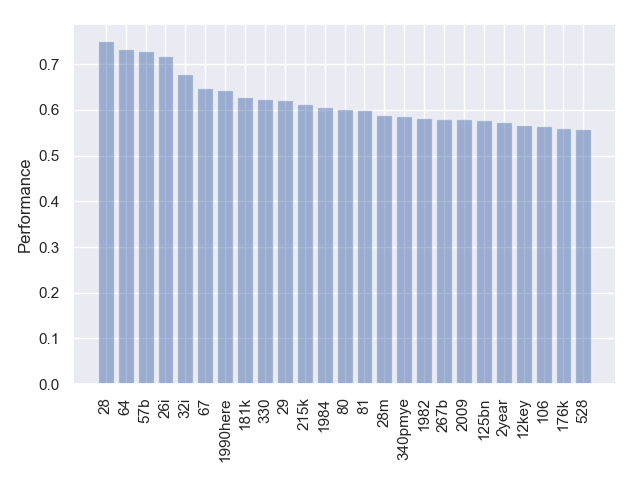 Performance
0.7
0.6
0.5
0.4
0.3
0.2
0.1
0.0
28
64
57b
26i
32i
67
1990here
181k
330
29
215k
1984
80
81
28m
340pmye
1982
267b
2009
125bn
2year
12key
106
176k
528